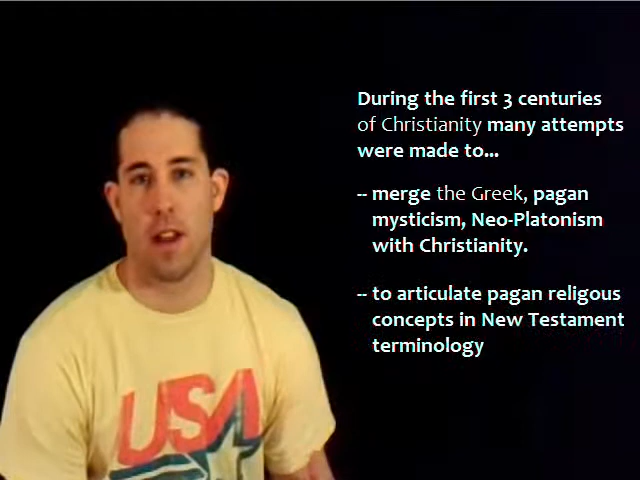 During the first 3 centuries
of Christianity many attempts
were made to...
-- merge the Greek, pagan
mysticism, Neo-Platonism
with Christianity.
-- to articulate pagan religous
concepts in New Testament
terminology
USA